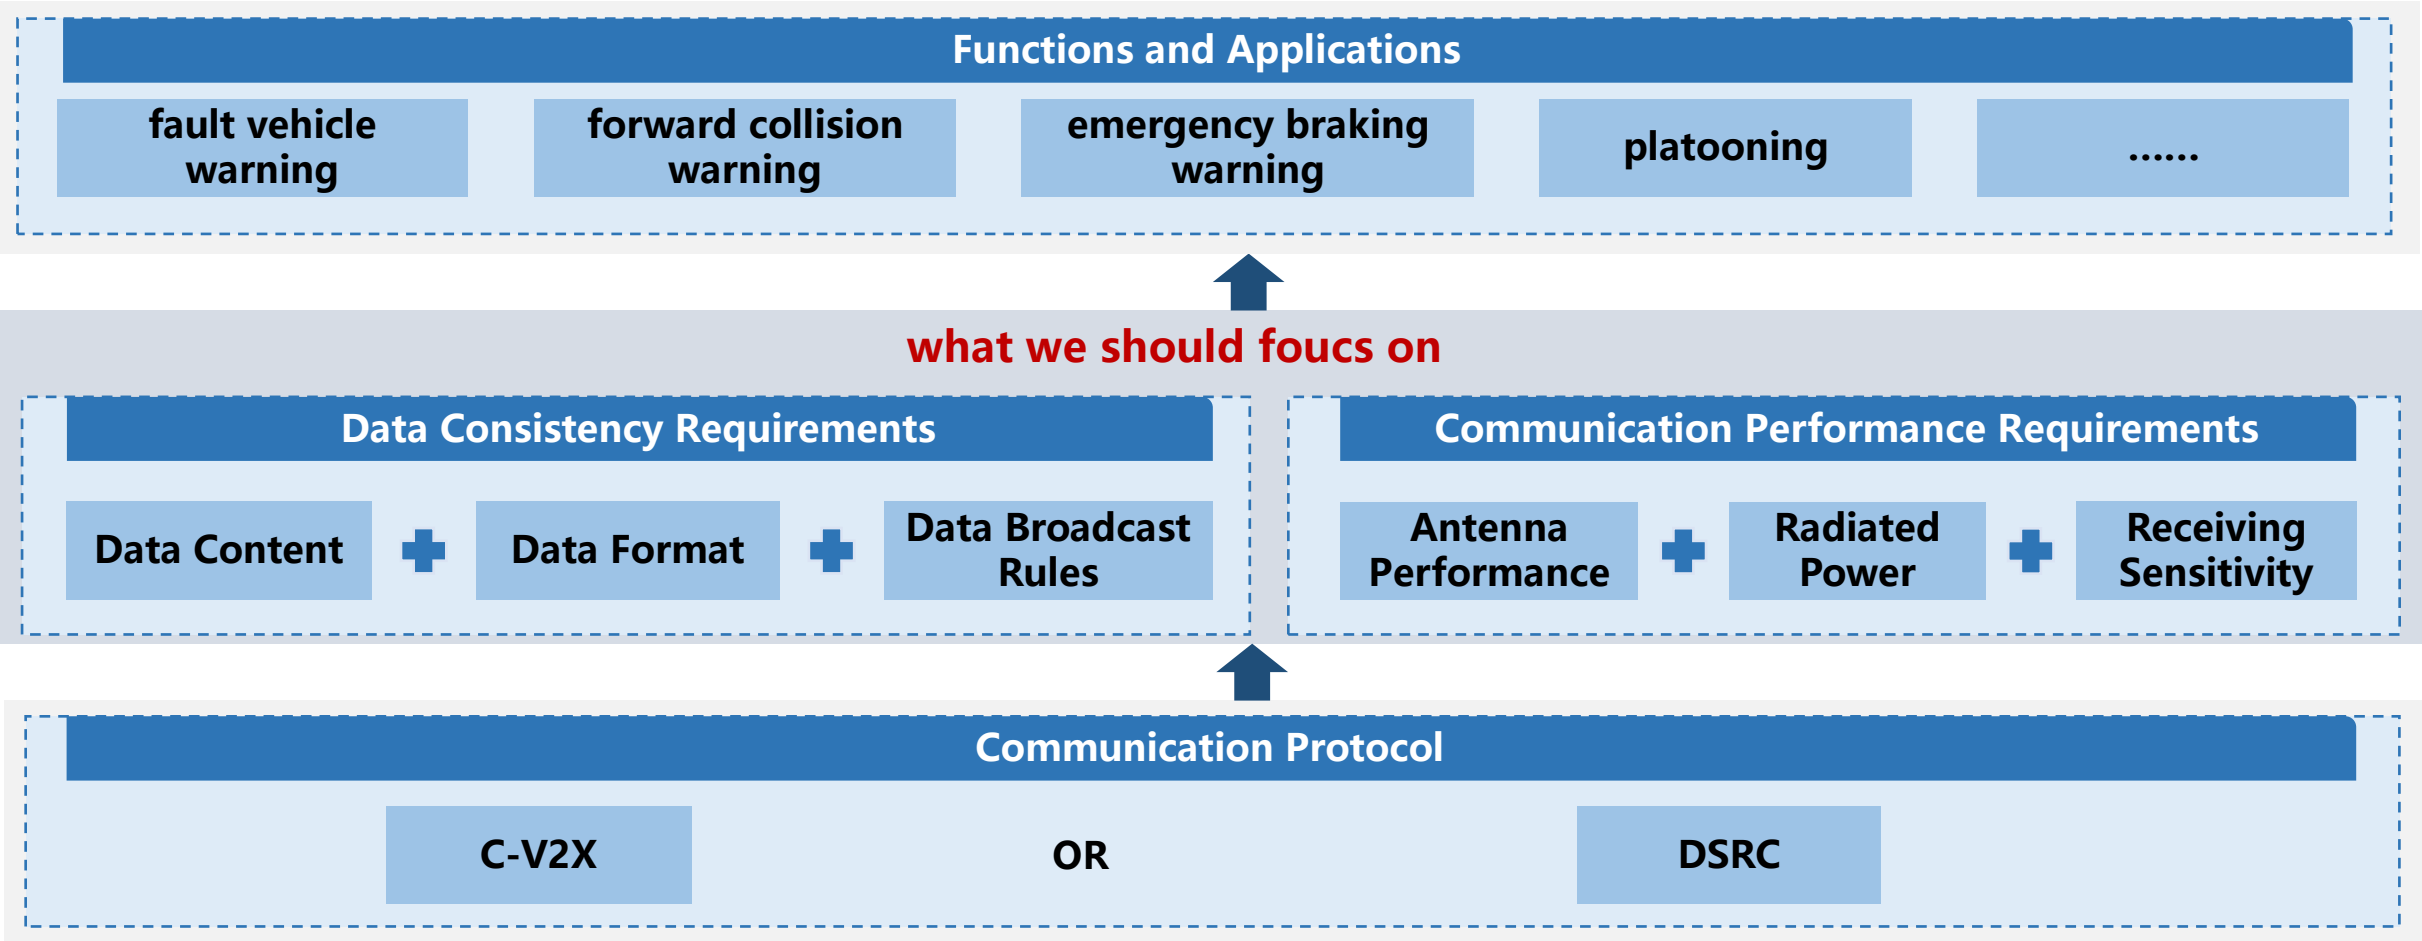 Functions and Applications
fault vehicle
warning
forward collision
warning
emergency braking
warning
platooning
……
what we should foucs on
Data Consistency Requirements
Data Content
Data Format
Data Broadcast
Rules
Communication Performance Requirements
Antenna
Performance
Radiated
Power
Receiving
Sensitivity
Communication Protocol
C-V2X
OR
DSRC